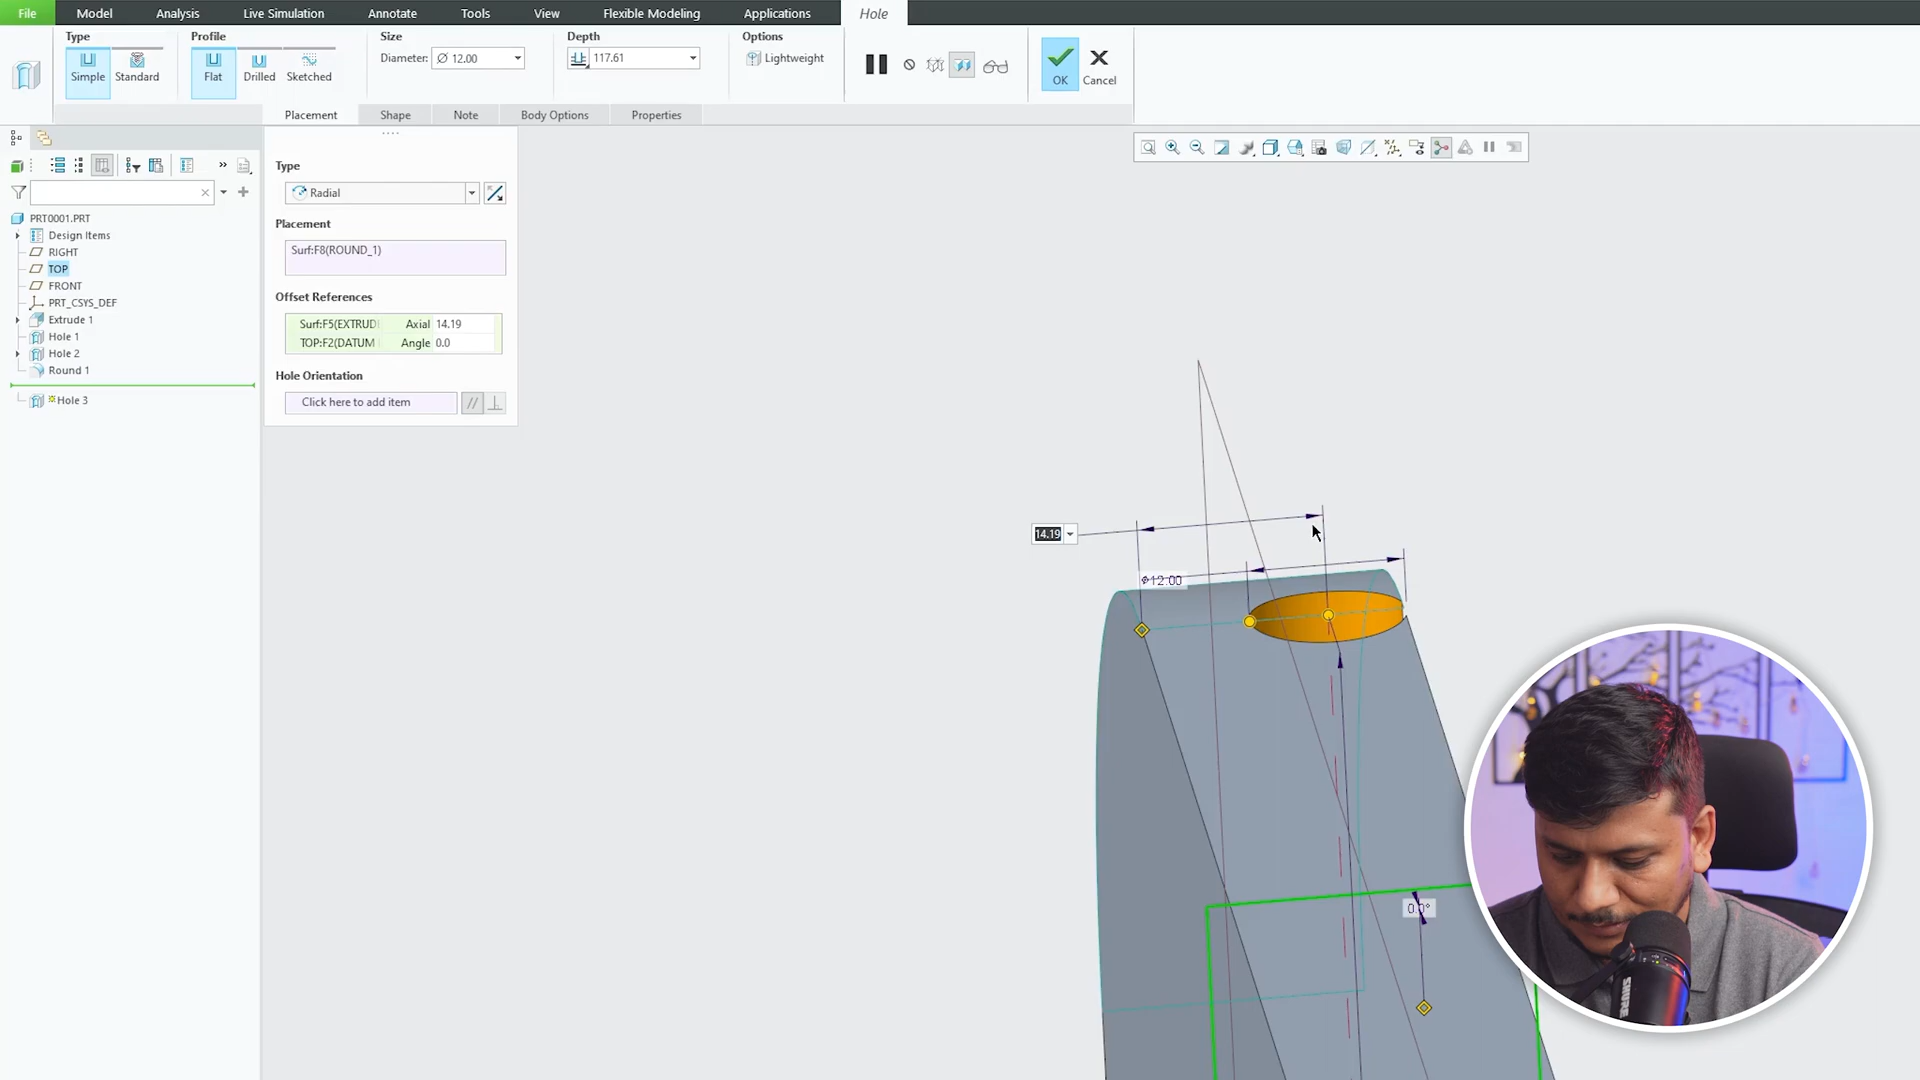 File Model Analysis Live Simulation Annotate Tools View Flexible Modeling Applications Hole
Type Profile Size Depth Options
Diameter: Ø 12.00 117.61 Lightweight
Simple Standard Flat Drilled Sketched OK Cancel
Placement Shape Note Body Options Properties
Type
Radial
Placement
Surf:F8(ROUND_1)
Offset References
Surf:F5(EXTRUD Axial 14.19
TOP:F2(DATUM Angle 0.0
Hole Orientation
Click here to add item
PRT0001.PRT
Design Items
RIGHT
TOP
FRONT
PRT_CSYS_DEF
Extrude 1
Hole 1
Hole 2
Round 1
Hole 3
14.19
Ø12.00
0.0°
SHURE